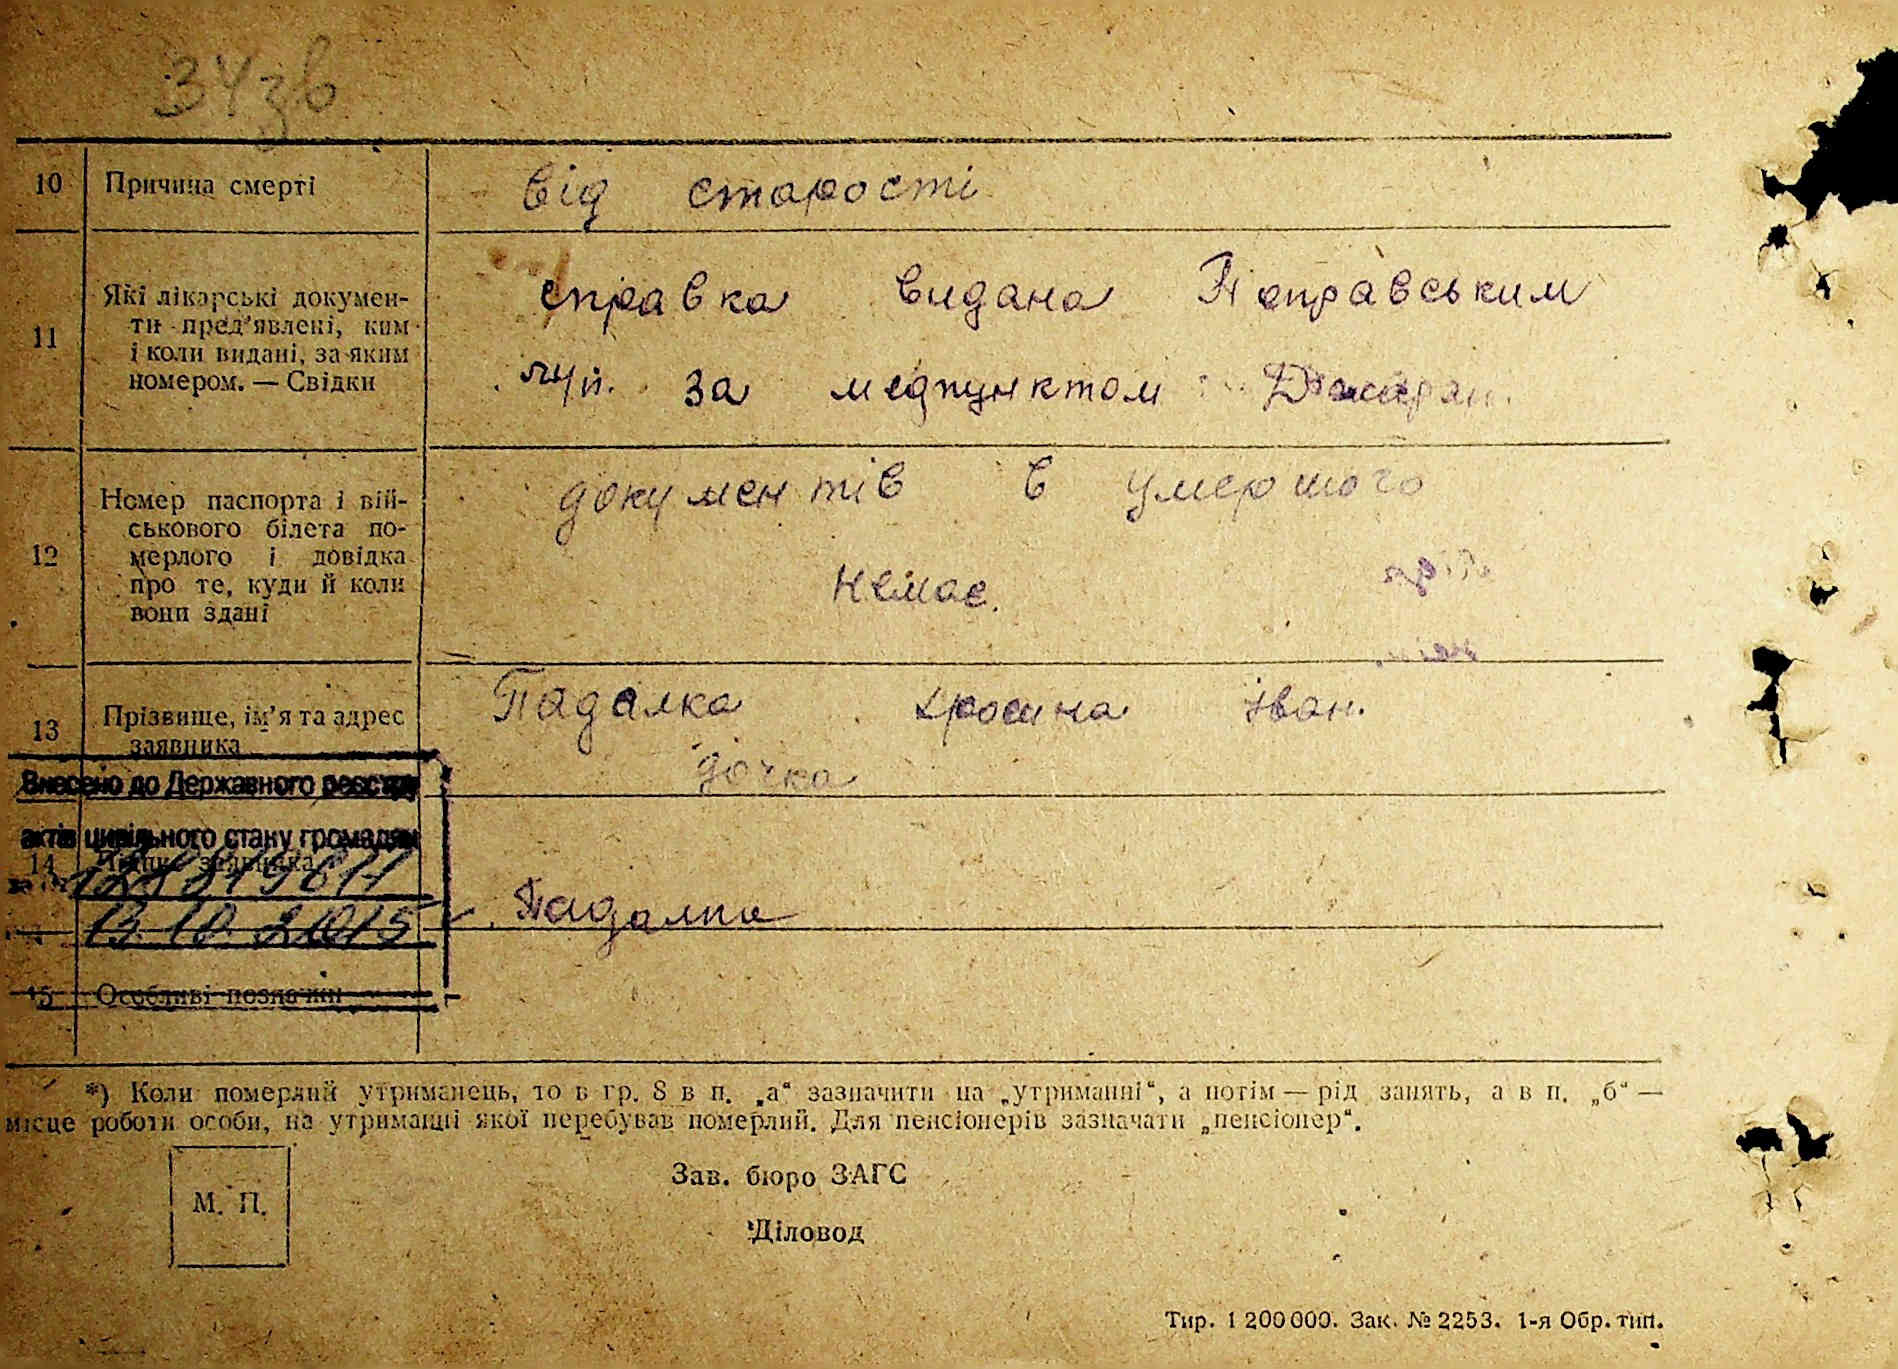 34зв
10 Причина смерті від старості
11 Які лікарські докумен-
ти пред'явлені, ким
і коли видані, за яким
номером. — Свідки
справка видана
за медпунктом
12 Номер паспорта і вій-
ськового білета по-
мерлого і довідка
про те, куди й коли
вони здані
документів в умершого
немає.
13 Прізвище, ім'я та адрес
заявника
Падалка Іван.
дочка
Внесено до Державного реєстру
актів цивільного стану громадян
14 Підпис заявника
13.10.2015
Падалка
15 Особливі позначки
*) Коли померлий утриманець, то в гр. 8 в п. „а“ зазначити на „утриманні“, а потім — рід занять, а в п. „б“ —
місце роботи особи, на утриманні якої перебував померлий. Для пенсіонерів зазначати „пенсіонер“.
М. П.
Зав. бюро ЗАГС
Діловод
Тир. 1 200 000. Зак. № 2253. 1-я Обр. тип.